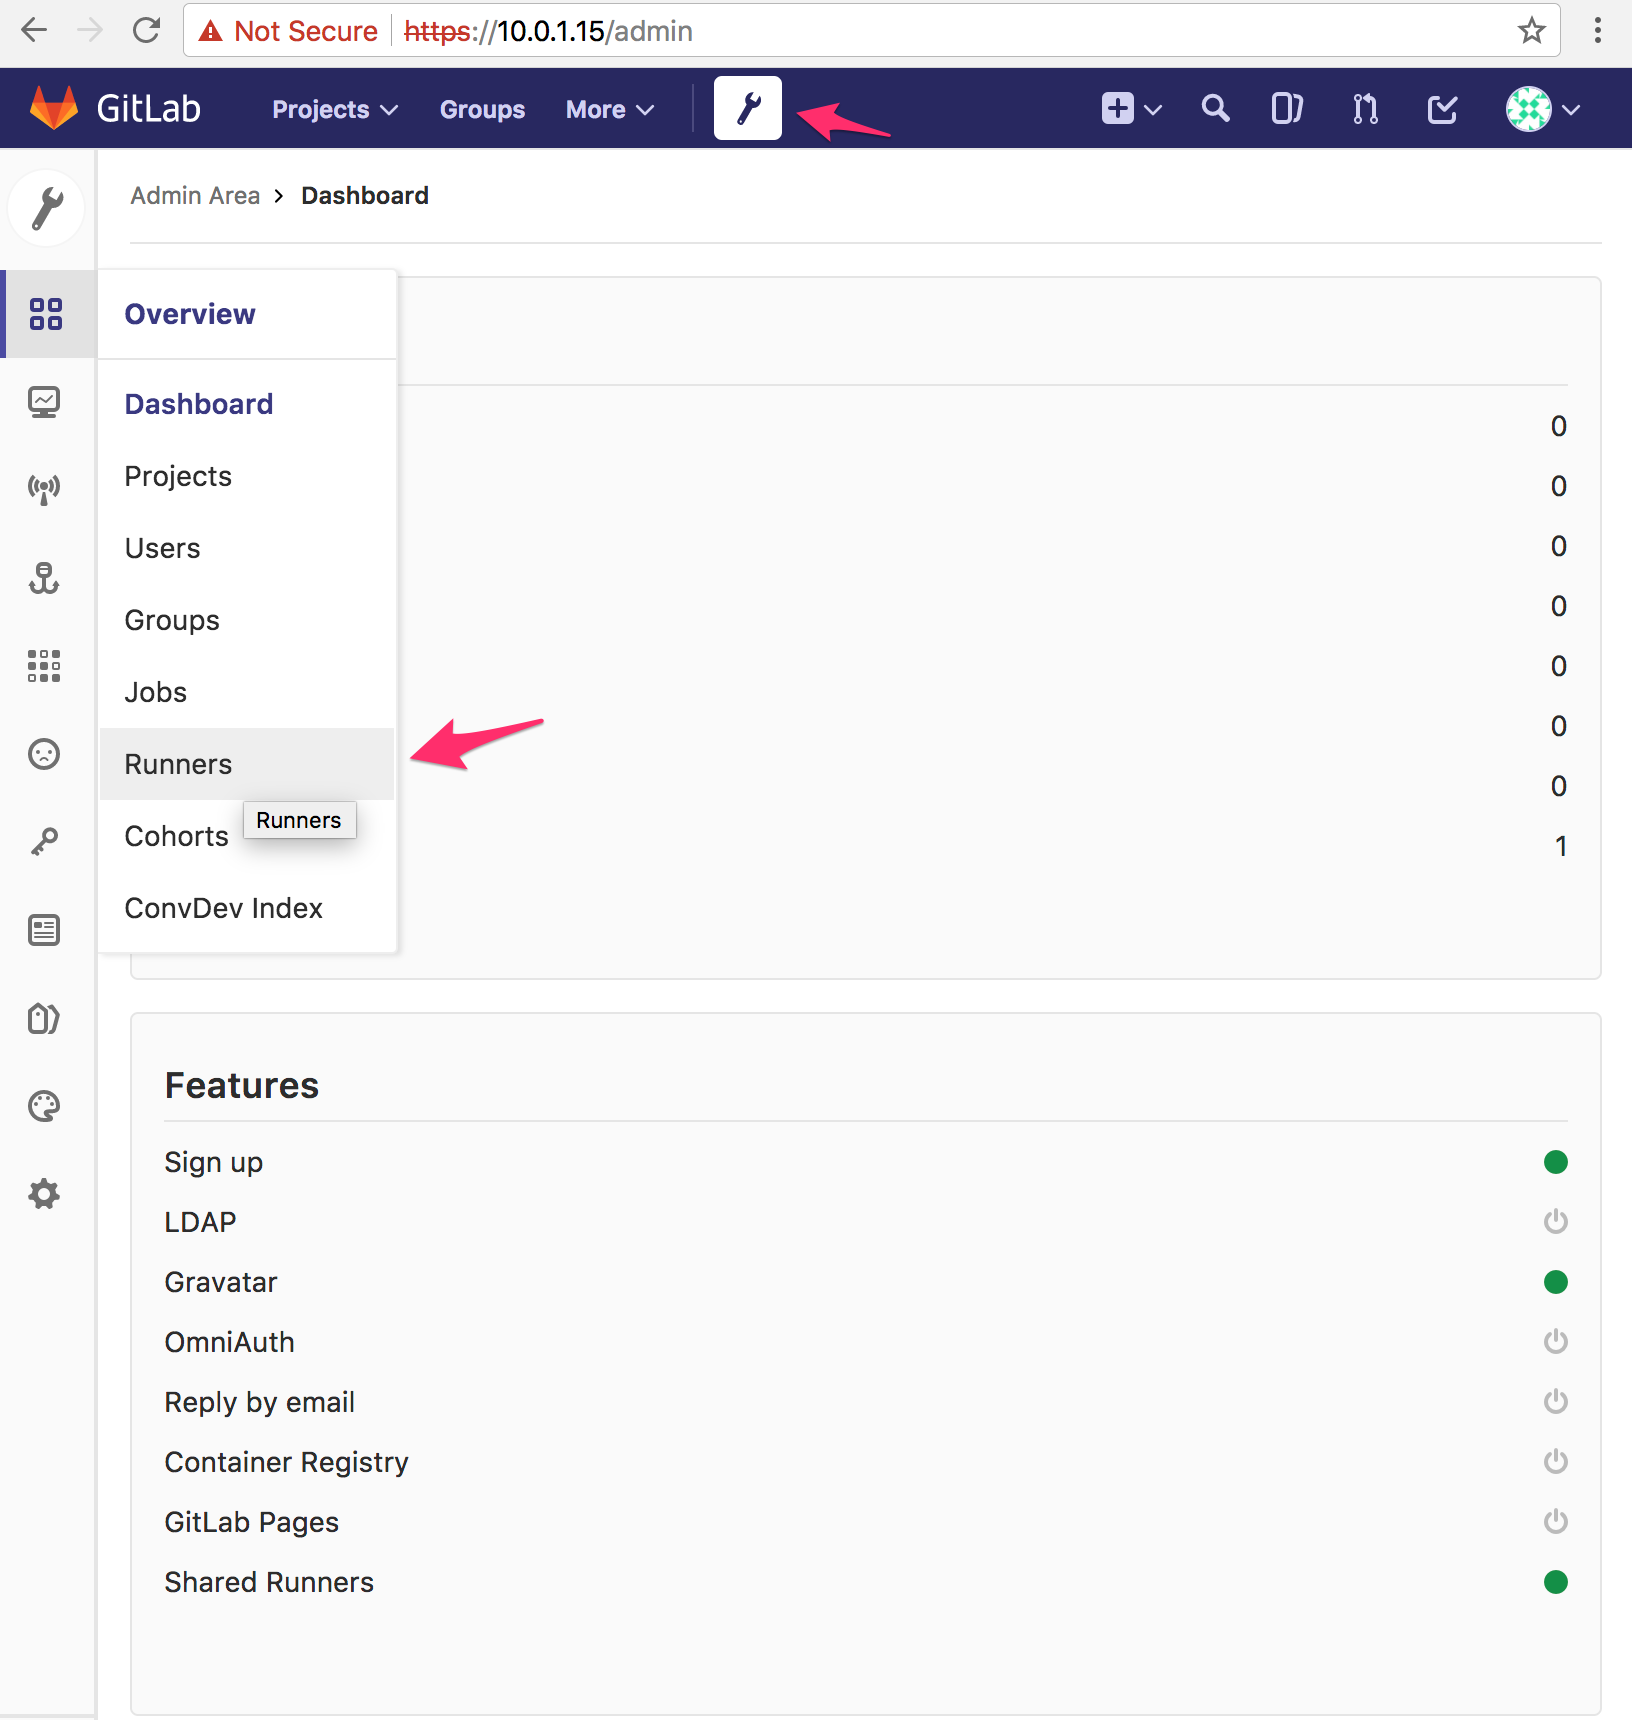 Not Secure https://10.0.1.15/admin
GitLab Projects Groups More
Admin Area > Dashboard
Overview
Dashboard
0
Projects
0
Users
0
Groups
0
0
Jobs
0
Runners
0
Runners
Cohorts
1
ConvDev Index
Features
Sign up
LDAP
Gravatar
OmniAuth
Reply by email
Container Registry
GitLab Pages
Shared Runners